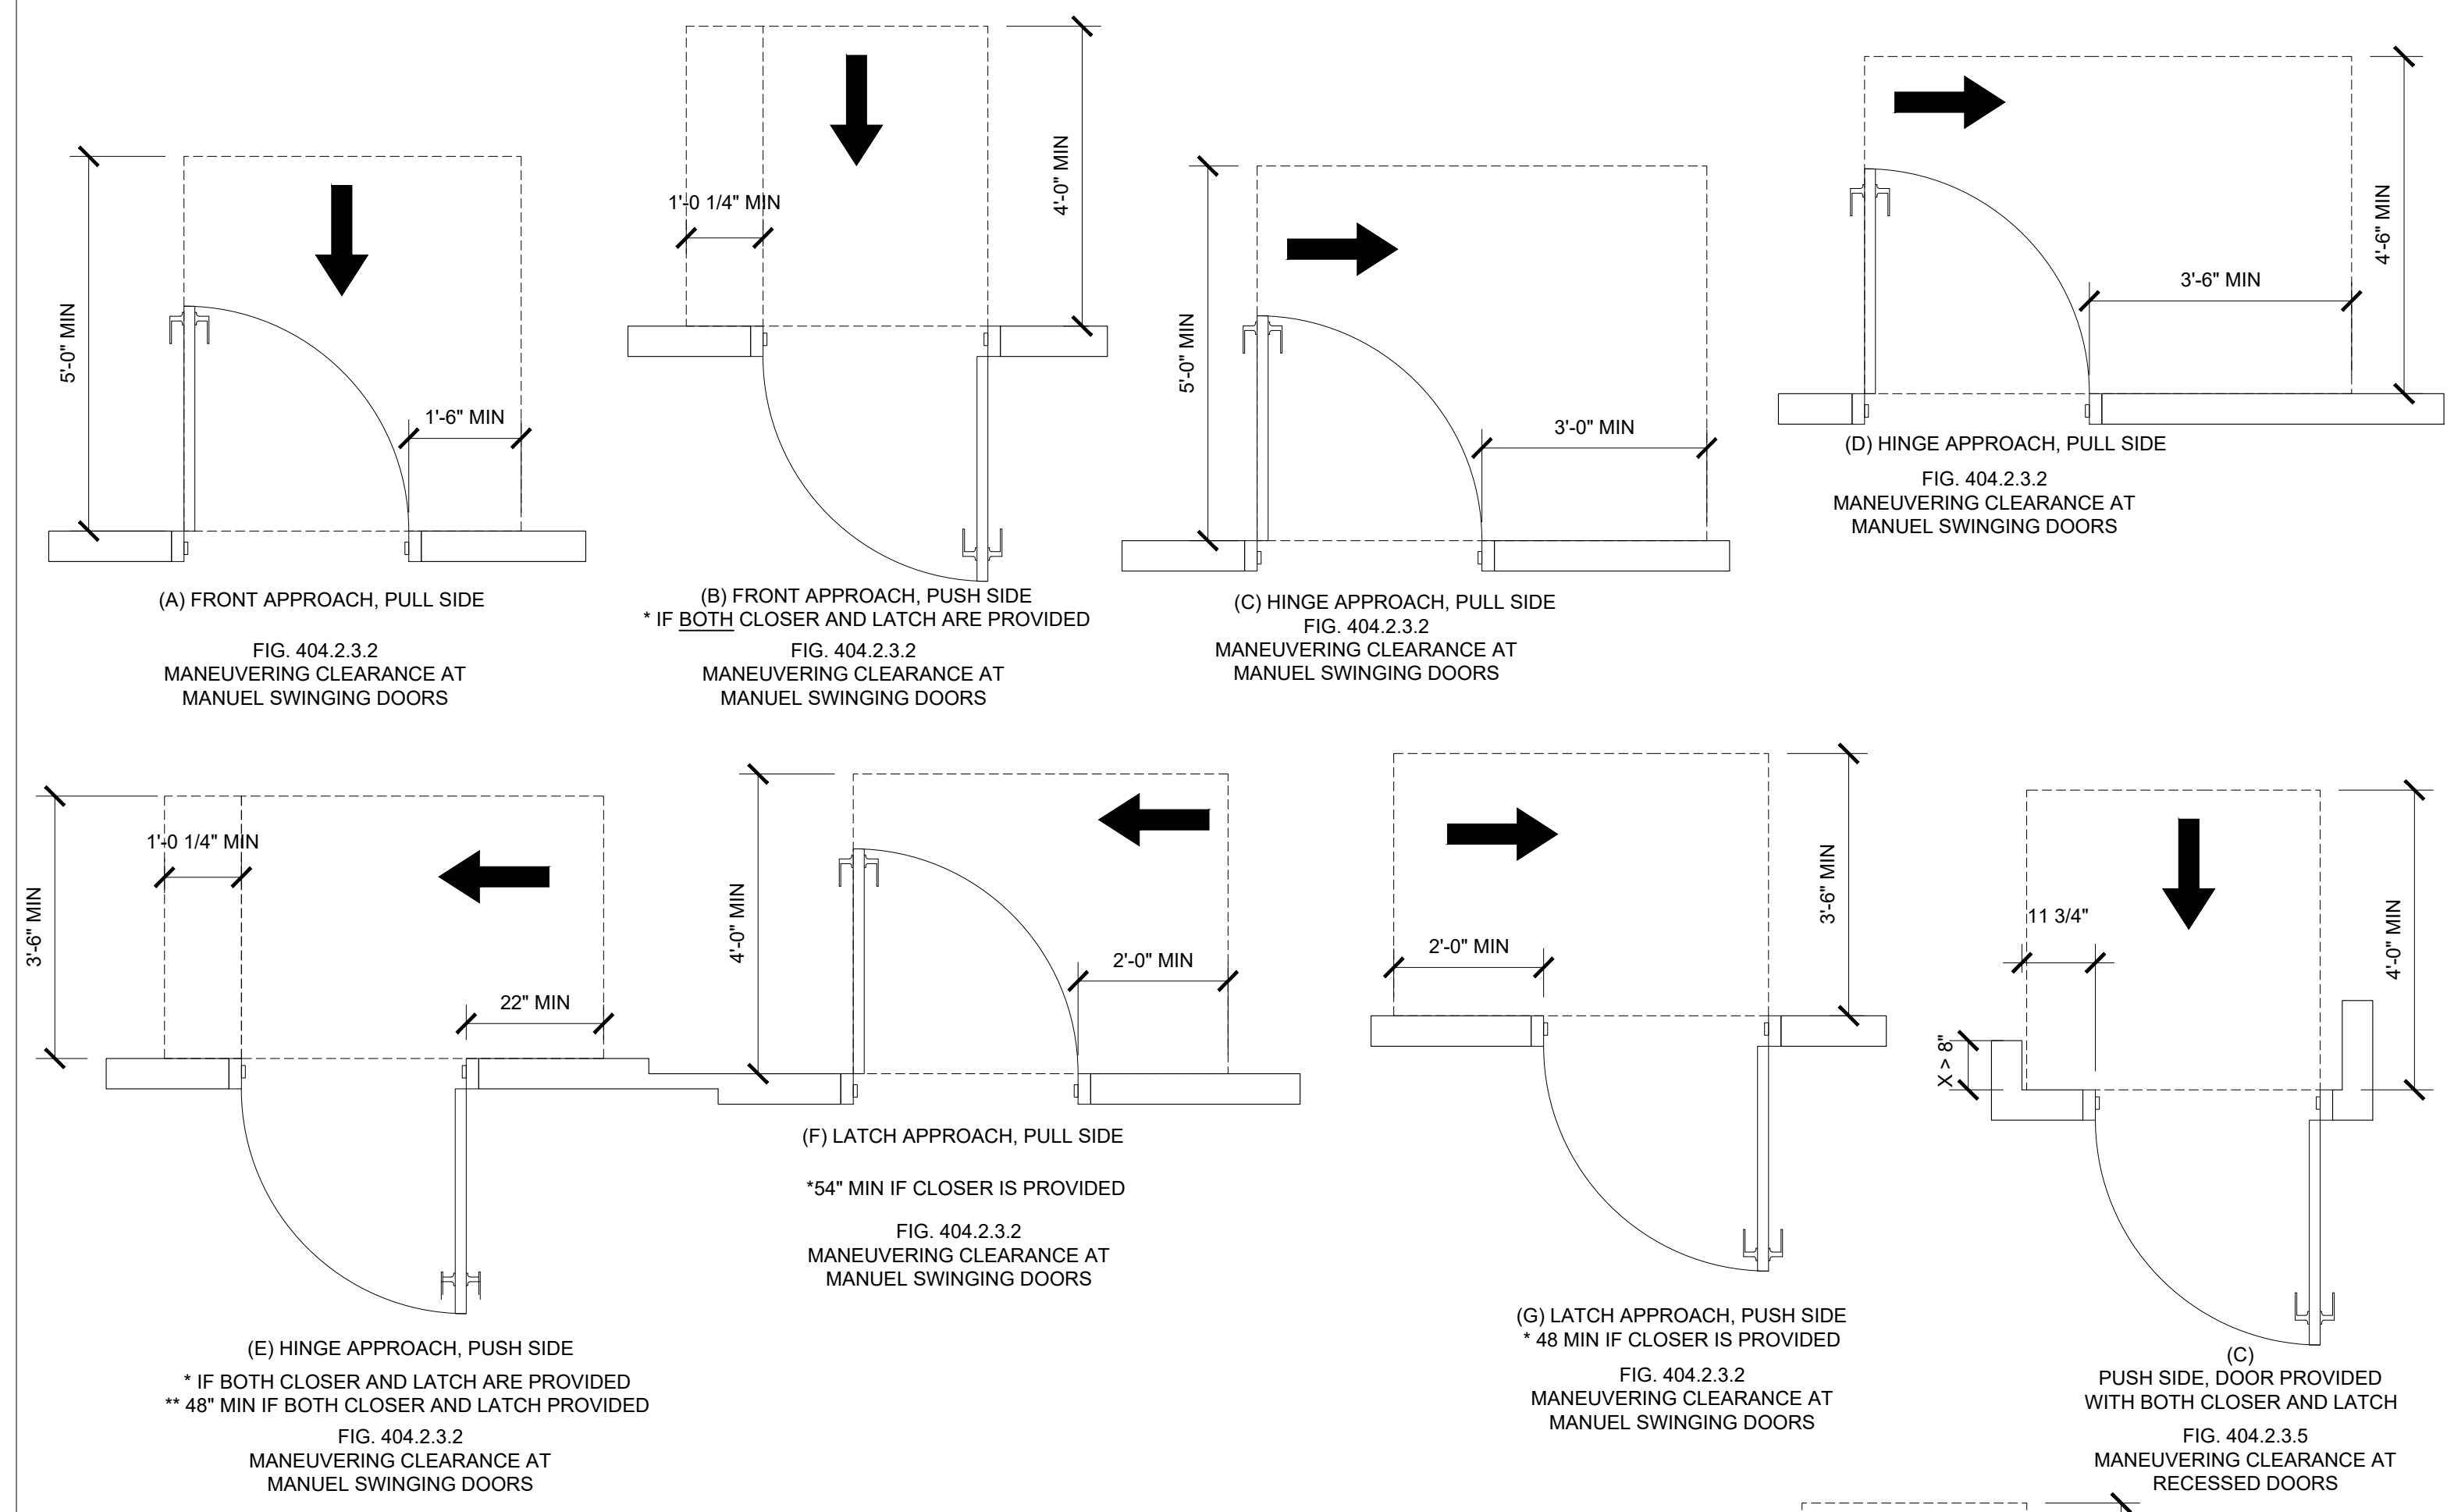 5'-0" MIN
1'-6" MIN
(A) FRONT APPROACH, PULL SIDE
FIG. 404.2.3.2
MANEUVERING CLEARANCE AT
MANUEL SWINGING DOORS
1'-0 1/4" MIN
4'-0" MIN
(B) FRONT APPROACH, PUSH SIDE
* IF BOTH CLOSER AND LATCH ARE PROVIDED
FIG. 404.2.3.2
MANEUVERING CLEARANCE AT
MANUEL SWINGING DOORS
5'-0" MIN
3'-0" MIN
(C) HINGE APPROACH, PULL SIDE
FIG. 404.2.3.2
MANEUVERING CLEARANCE AT
MANUEL SWINGING DOORS
4'-6" MIN
3'-6" MIN
(D) HINGE APPROACH, PULL SIDE
FIG. 404.2.3.2
MANEUVERING CLEARANCE AT
MANUEL SWINGING DOORS
3'-6" MIN
1'-0 1/4" MIN
22" MIN
(E) HINGE APPROACH, PUSH SIDE
* IF BOTH CLOSER AND LATCH ARE PROVIDED
** 48" MIN IF BOTH CLOSER AND LATCH PROVIDED
FIG. 404.2.3.2
MANEUVERING CLEARANCE AT
MANUEL SWINGING DOORS
4'-0" MIN
2'-0" MIN
(F) LATCH APPROACH, PULL SIDE
*54" MIN IF CLOSER IS PROVIDED
FIG. 404.2.3.2
MANEUVERING CLEARANCE AT
MANUEL SWINGING DOORS
2'-0" MIN
3'-6" MIN
(G) LATCH APPROACH, PUSH SIDE
* 48 MIN IF CLOSER IS PROVIDED
FIG. 404.2.3.2
MANEUVERING CLEARANCE AT
MANUEL SWINGING DOORS
11 3/4"
4'-0" MIN
X > 8"
(C)
PUSH SIDE, DOOR PROVIDED
WITH BOTH CLOSER AND LATCH
FIG. 404.2.3.5
MANEUVERING CLEARANCE AT
RECESSED DOORS